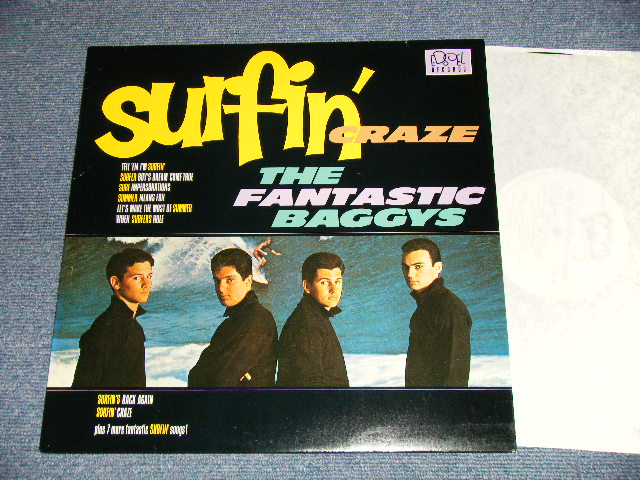 EDSEL
RECORDS
surfin'
CRAZE
THE
FANTASTIC
BAGGYS
TELL 'EM I'M SURFIN'
SURFER BOY'S DREAM COME TRUE
SURF IMPERSONATIONS
SUMMER MEANS FUN
LET'S MAKE THE MOST OF SUMMER
WHEN SURFERS RULE
SURFIN'S BACK AGAIN
SURFIN' CRAZE
plus 7 more fantastic SURFIN' songs!